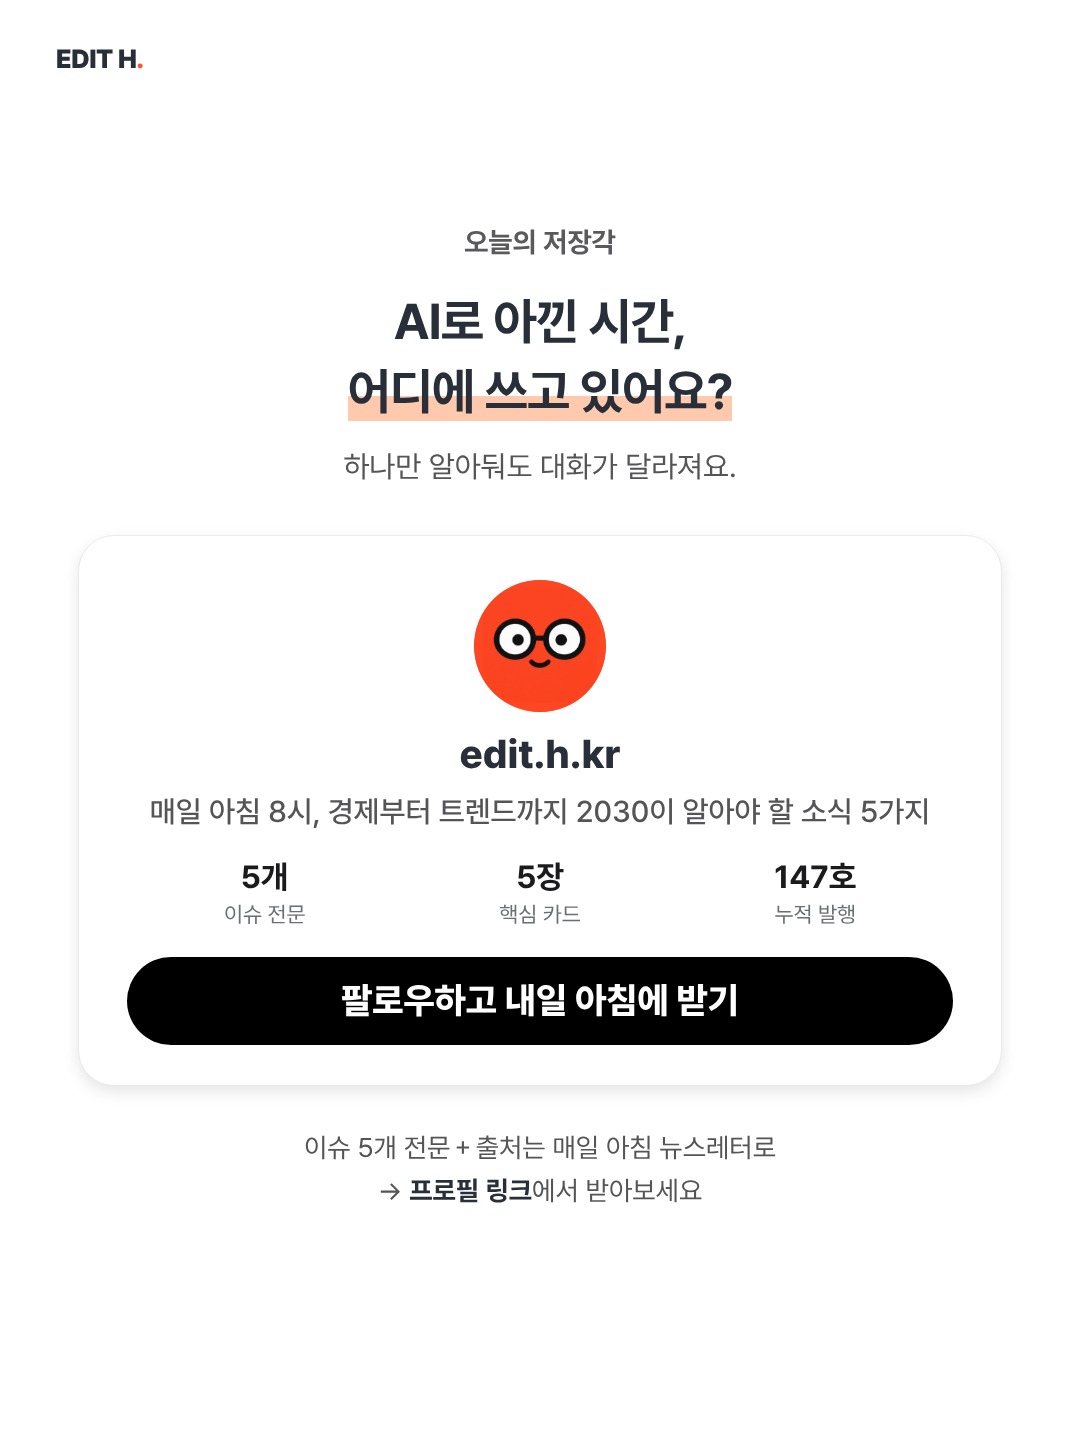 EDIT H.
오늘의 저장각
AI로 아낀 시간,
어디에 쓰고 있어요?
하나만 알아둬도 대화가 달라져요.
edit.h.kr
매일 아침 8시, 경제부터 트렌드까지 2030이 알아야 할 소식 5가지
5개 5장 147호
이슈 전문 핵심 카드 누적 발행
팔로우하고 내일 아침에 받기
이슈 5개 전문 + 출처는 매일 아침 뉴스레터로
→ 프로필 링크에서 받아보세요